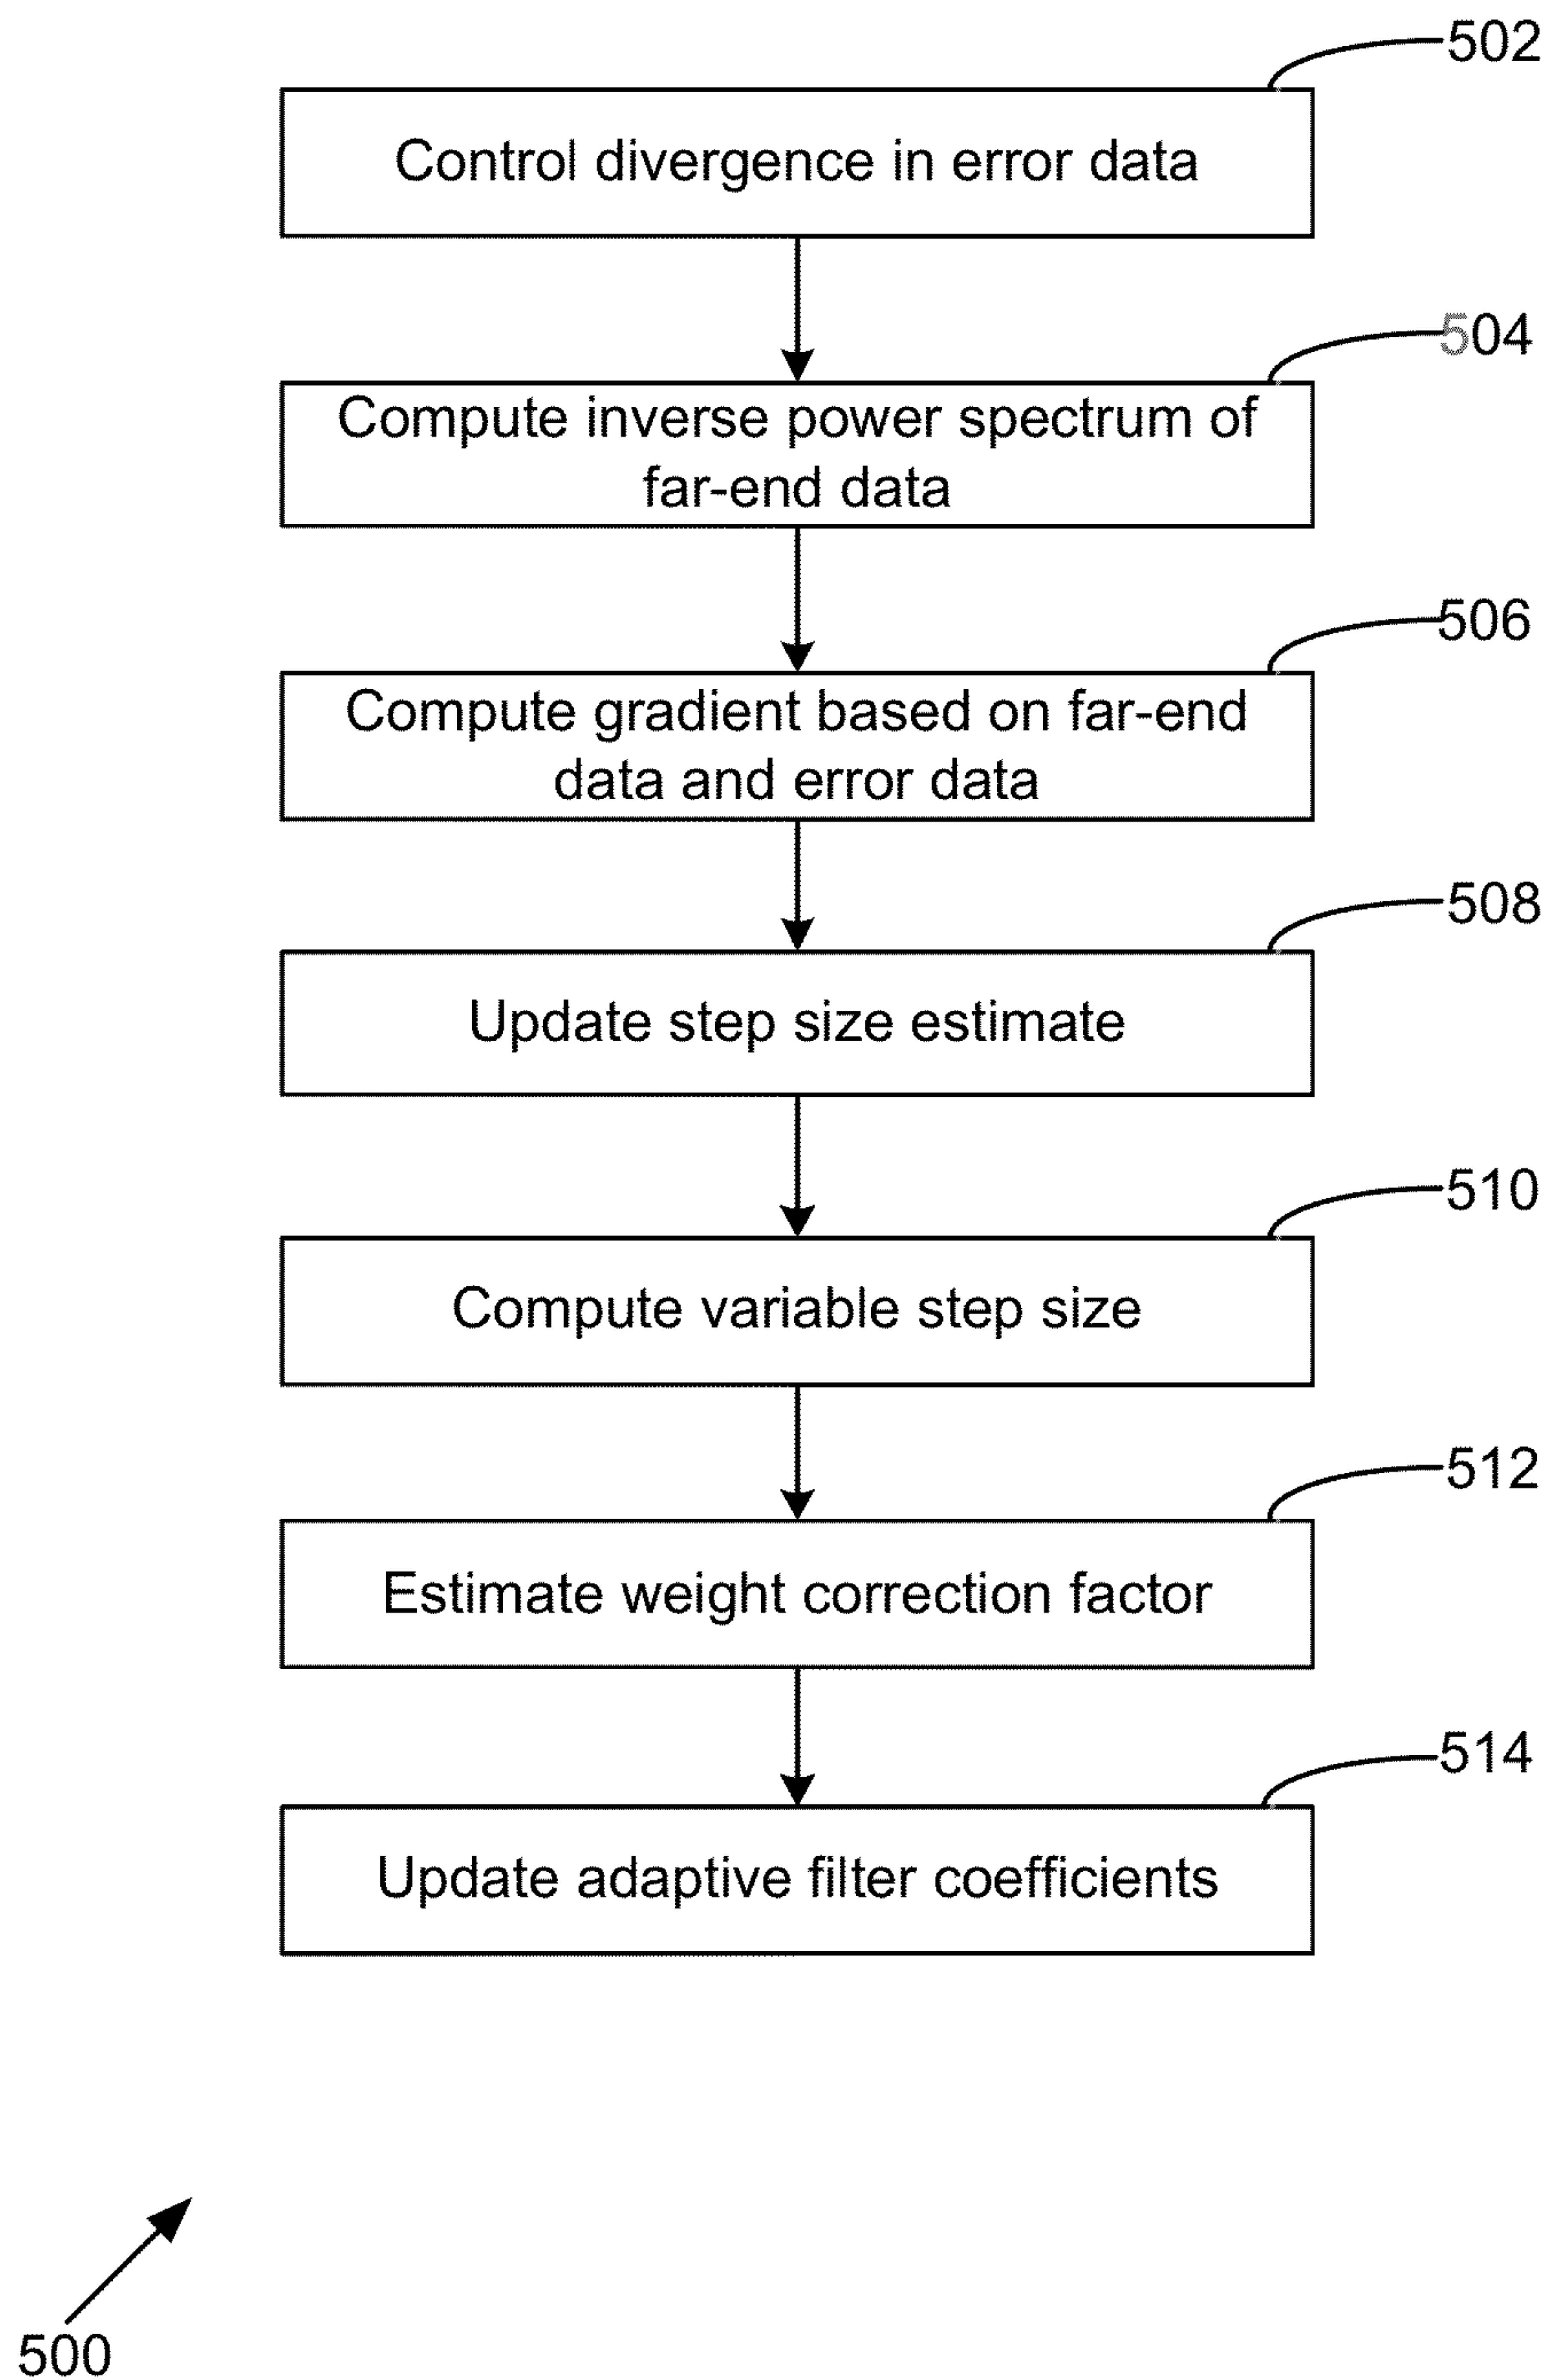 502
Control divergence in error data
504
Compute inverse power spectrum of
far-end data
506
Compute gradient based on far-end
data and error data
508
Update step size estimate
510
Compute variable step size
512
Estimate weight correction factor
514
Update adaptive filter coefficients
500